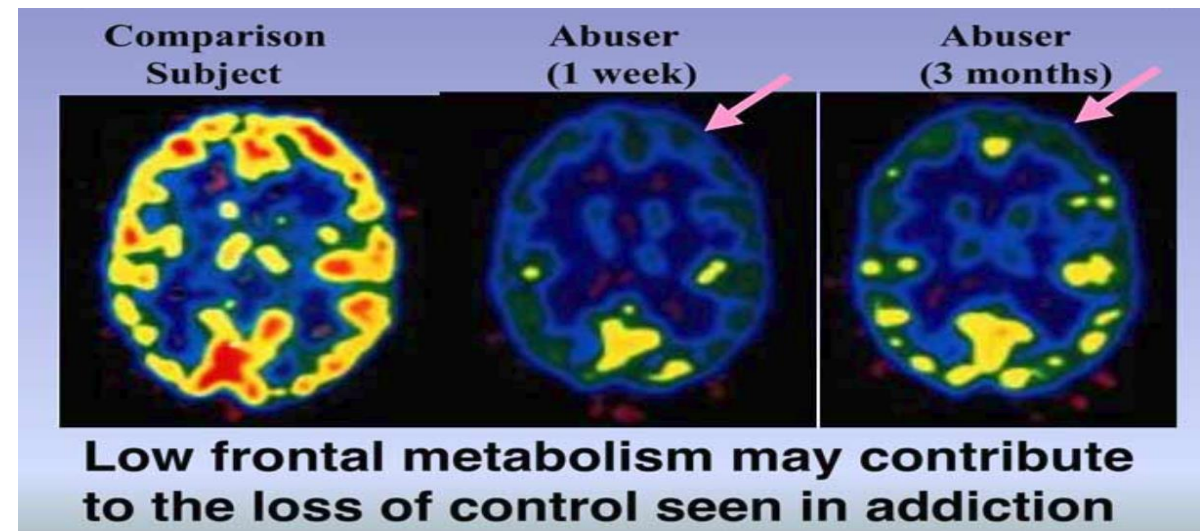 Comparison
Subject
Abuser
(1 week)
Abuser
(3 months)
Low frontal metabolism may contribute
to the loss of control seen in addiction